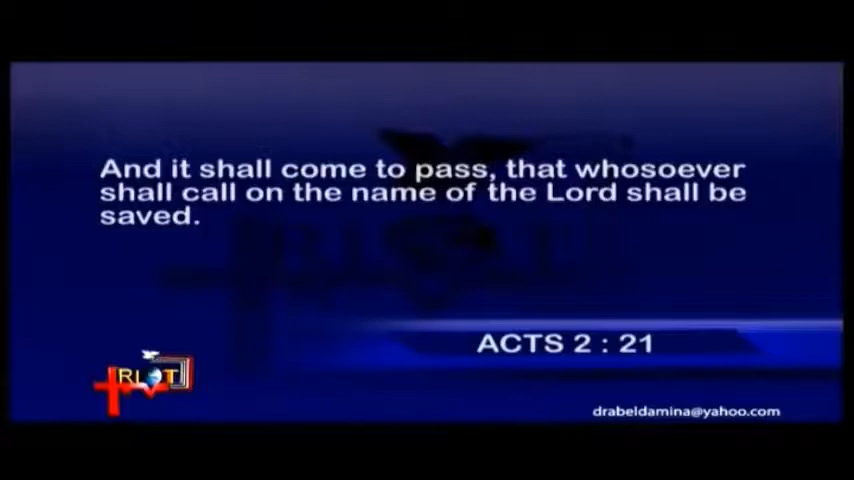 And it shall come to pass, that whosoever
shall call on the name of the Lord shall be
saved.
ACTS 2 : 21
RIOT
drabeldamina@yahoo.com